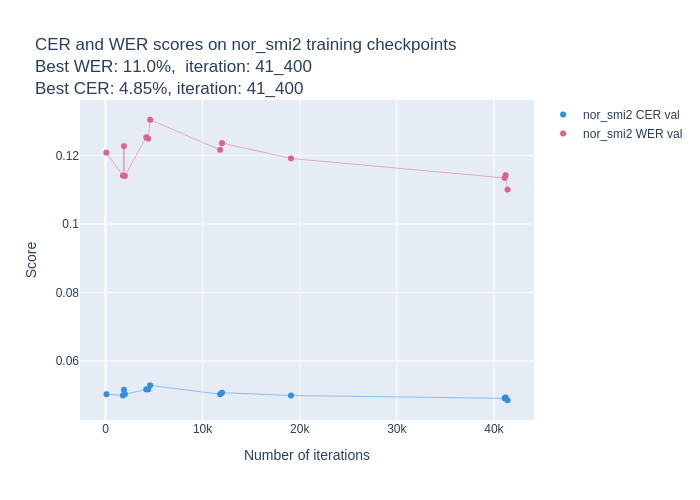 CER and WER scores on nor_smi2 training checkpoints
Best WER: 11.0%,  iteration: 41_400
Best CER: 4.85%, iteration: 41_400
nor_smi2 CER val
nor_smi2 WER val
0.12
0.1
0.08
0.06
Score
0
10k
20k
30k
40k
Number of iterations